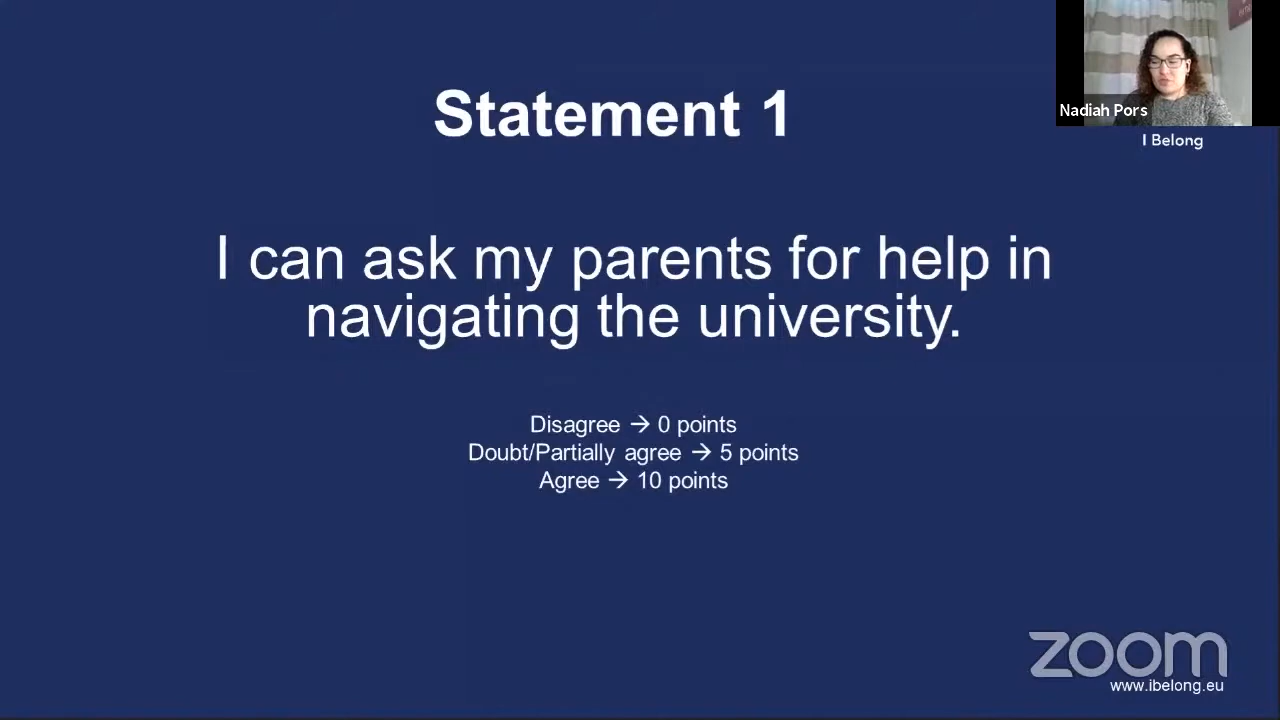 Statement 1
Nadiah Pors
I Belong
I can ask my parents for help in
navigating the university.
Disagree → 0 points
Doubt/Partially agree → 5 points
Agree → 10 points
zoom
www.ibelong.eu